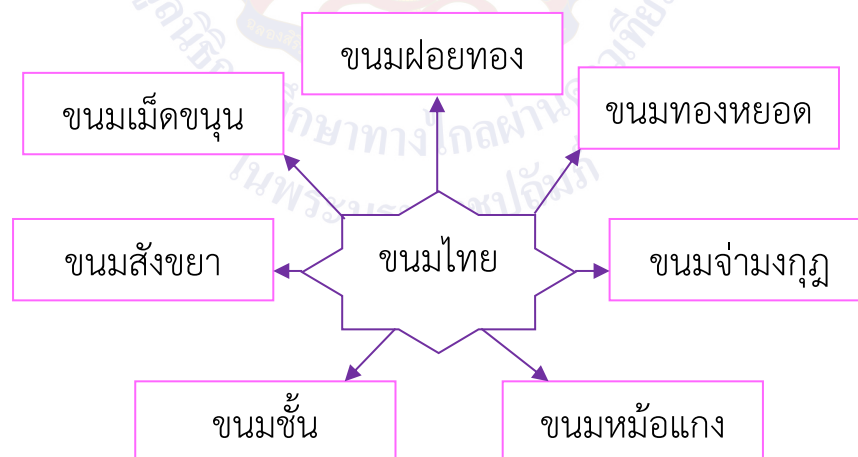 ขนมฝอยทอง
ขนมเม็ดขนุน
ขนมทองหยอด
ขนมสังขยา
ขนมไทย
ขนมจ่ามงกุฎ
ขนมชั้น
ขนมหม้อแกง